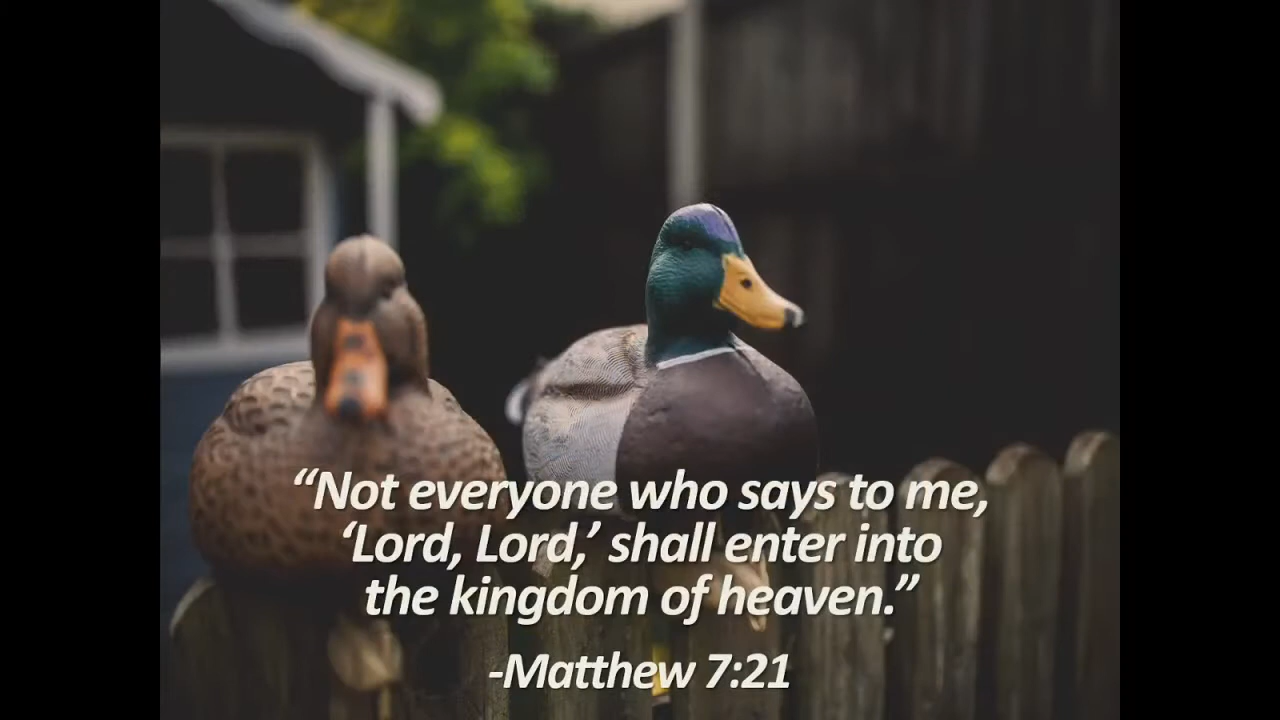 “Not everyone who says to me,
‘Lord, Lord,’ shall enter into
the kingdom of heaven.”
-Matthew 7:21